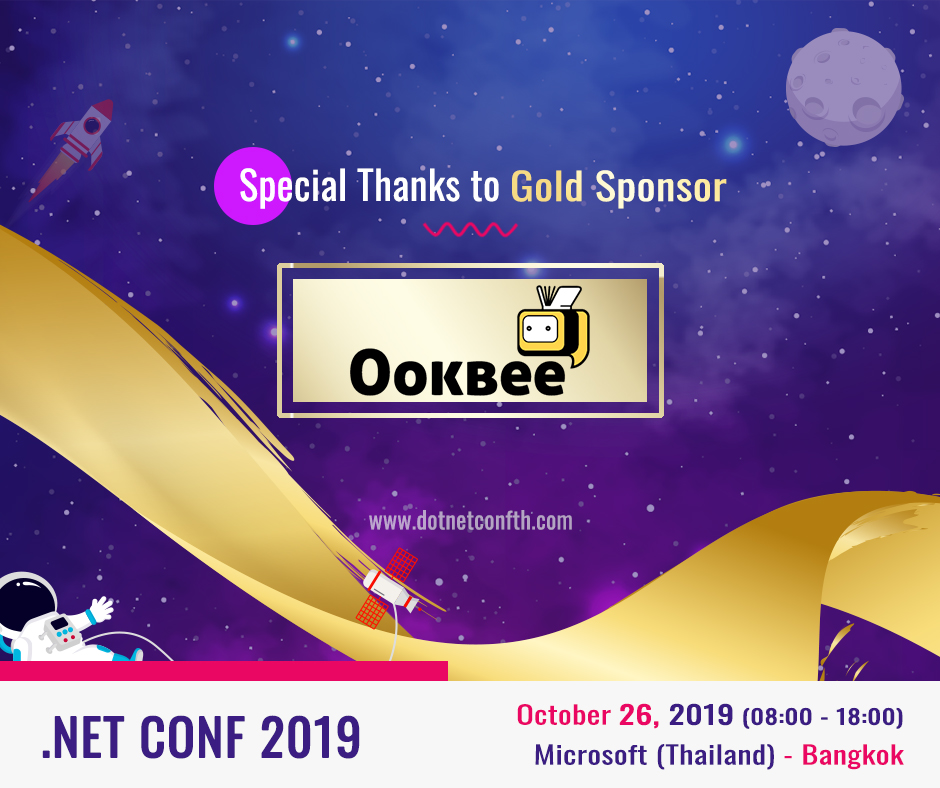 Special Thanks to Gold Sponsor
OOKBEE
www.dotnetconfth.com
.NET CONF 2019
October 26, 2019 (08:00 - 18:00)
Microsoft (Thailand) - Bangkok